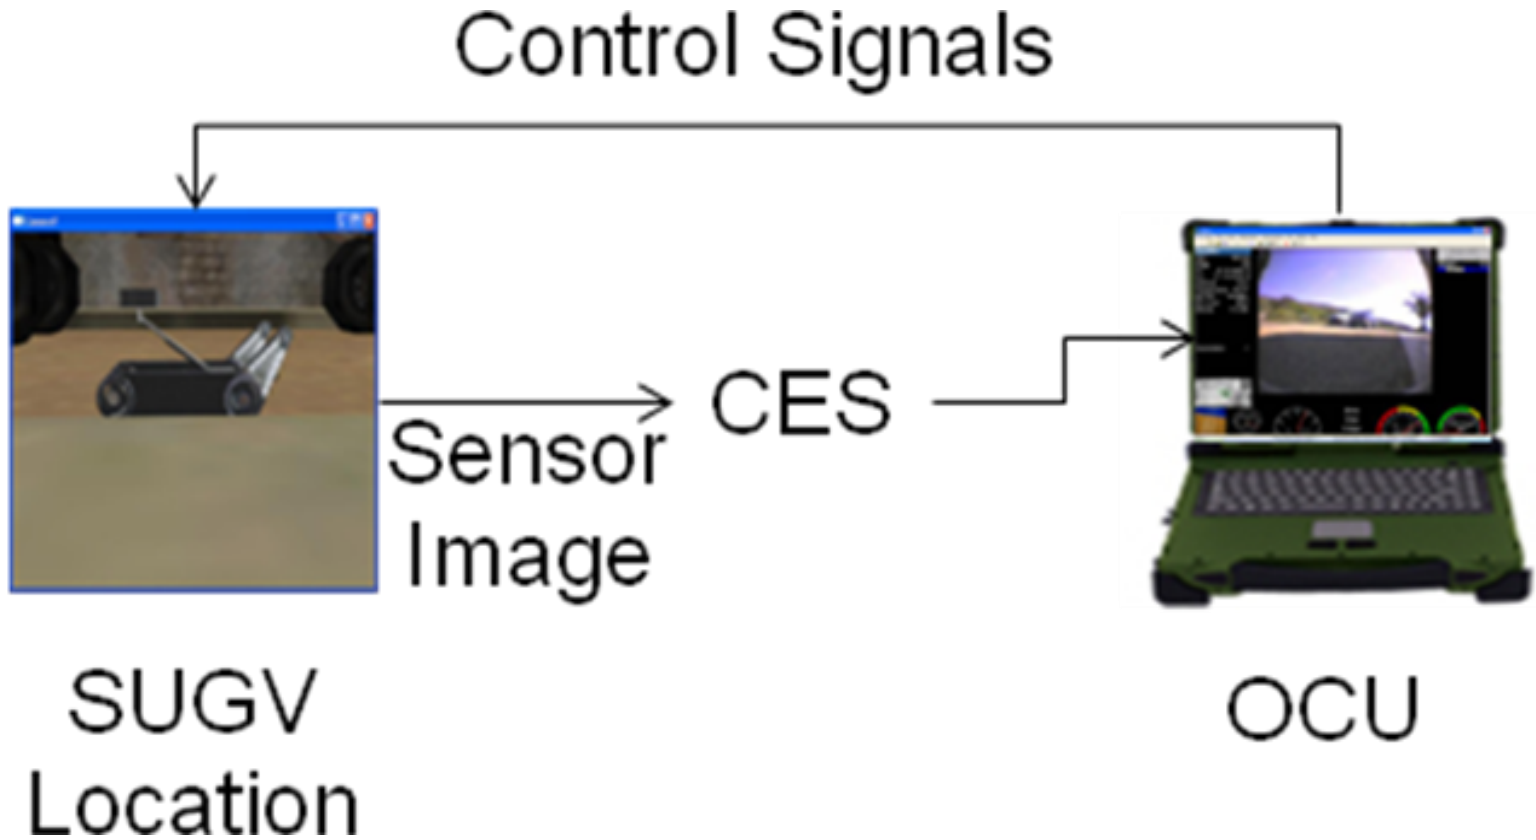 Control Signals
CES
Sensor
Image
SUGV
Location
OCU